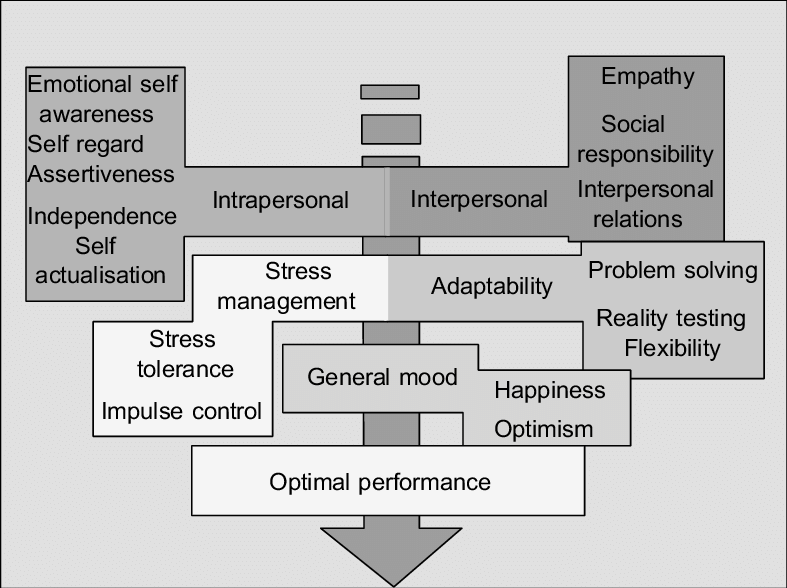 Emotional self
awareness
Self regard
Assertiveness
Independence
Self
actualisation
Intrapersonal
Interpersonal
Empathy
Social
responsibility
Interpersonal
relations
Stress
management
Adaptability
Problem solving
Reality testing
Flexibility
Stress
tolerance
Impulse control
General mood
Happiness
Optimism
Optimal performance